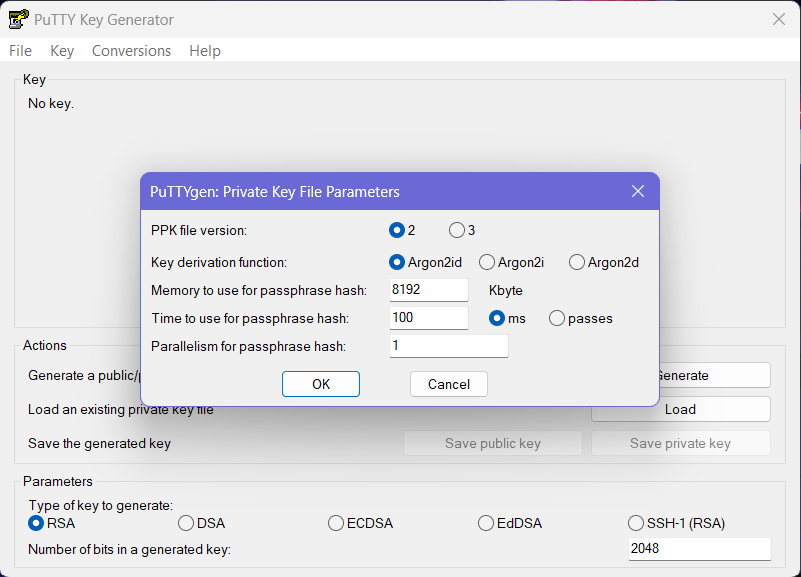 PuTTY Key Generator
File Key Conversions Help
Key
No key.
PuTTYgen: Private Key File Parameters
PPK file version: 2 3
Key derivation function: Argon2id Argon2i Argon2d
Memory to use for passphrase hash: 8192 Kbyte
Time to use for passphrase hash: 100 ms passes
Parallelism for passphrase hash: 1
OK Cancel
Actions
Generate a public/p enerate
Load an existing private key file Load
Save the generated key Save public key Save private key
Parameters
Type of key to generate:
RSA DSA ECDSA EdDSA SSH-1 (RSA)
Number of bits in a generated key: 2048